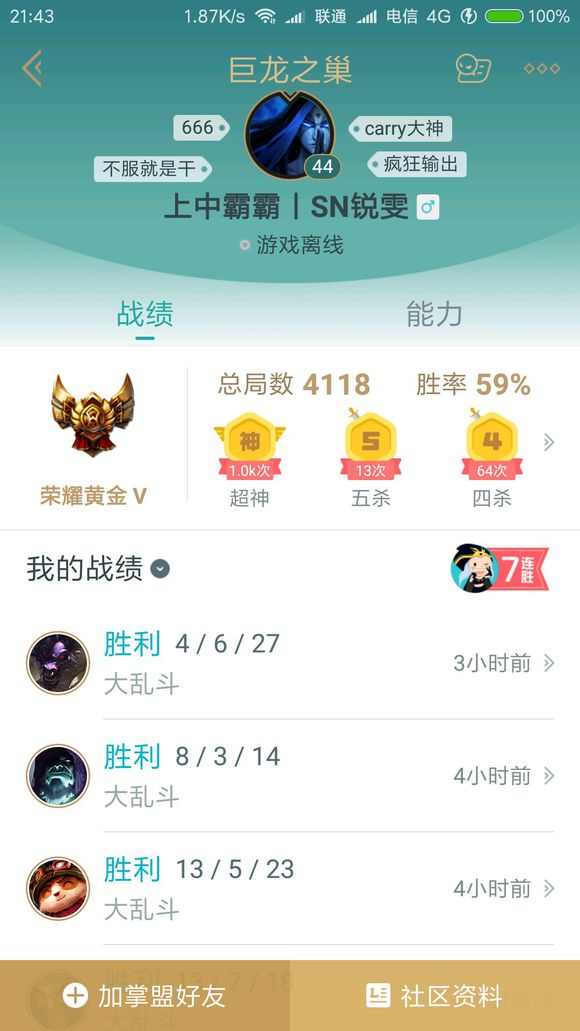 21:43 1.87K/s 联通 电信 4G 100%
巨龙之巢
666 carry大神
不服就是干 44 疯狂输出
上中霸霸丨SN锐雯
游戏离线
战绩 能力
总局数 4118 胜率 59%
神 5 4
1.0k次 13次 64次
荣耀黄金 V 超神 五杀 四杀
我的战绩 7连胜
胜利 4 / 6 / 27
3小时前
大乱斗
胜利 8 / 3 / 14
4小时前
大乱斗
胜利 13 / 5 / 23
4小时前
大乱斗
胜利 13 / 7 / 18
加掌盟好友 社区资料